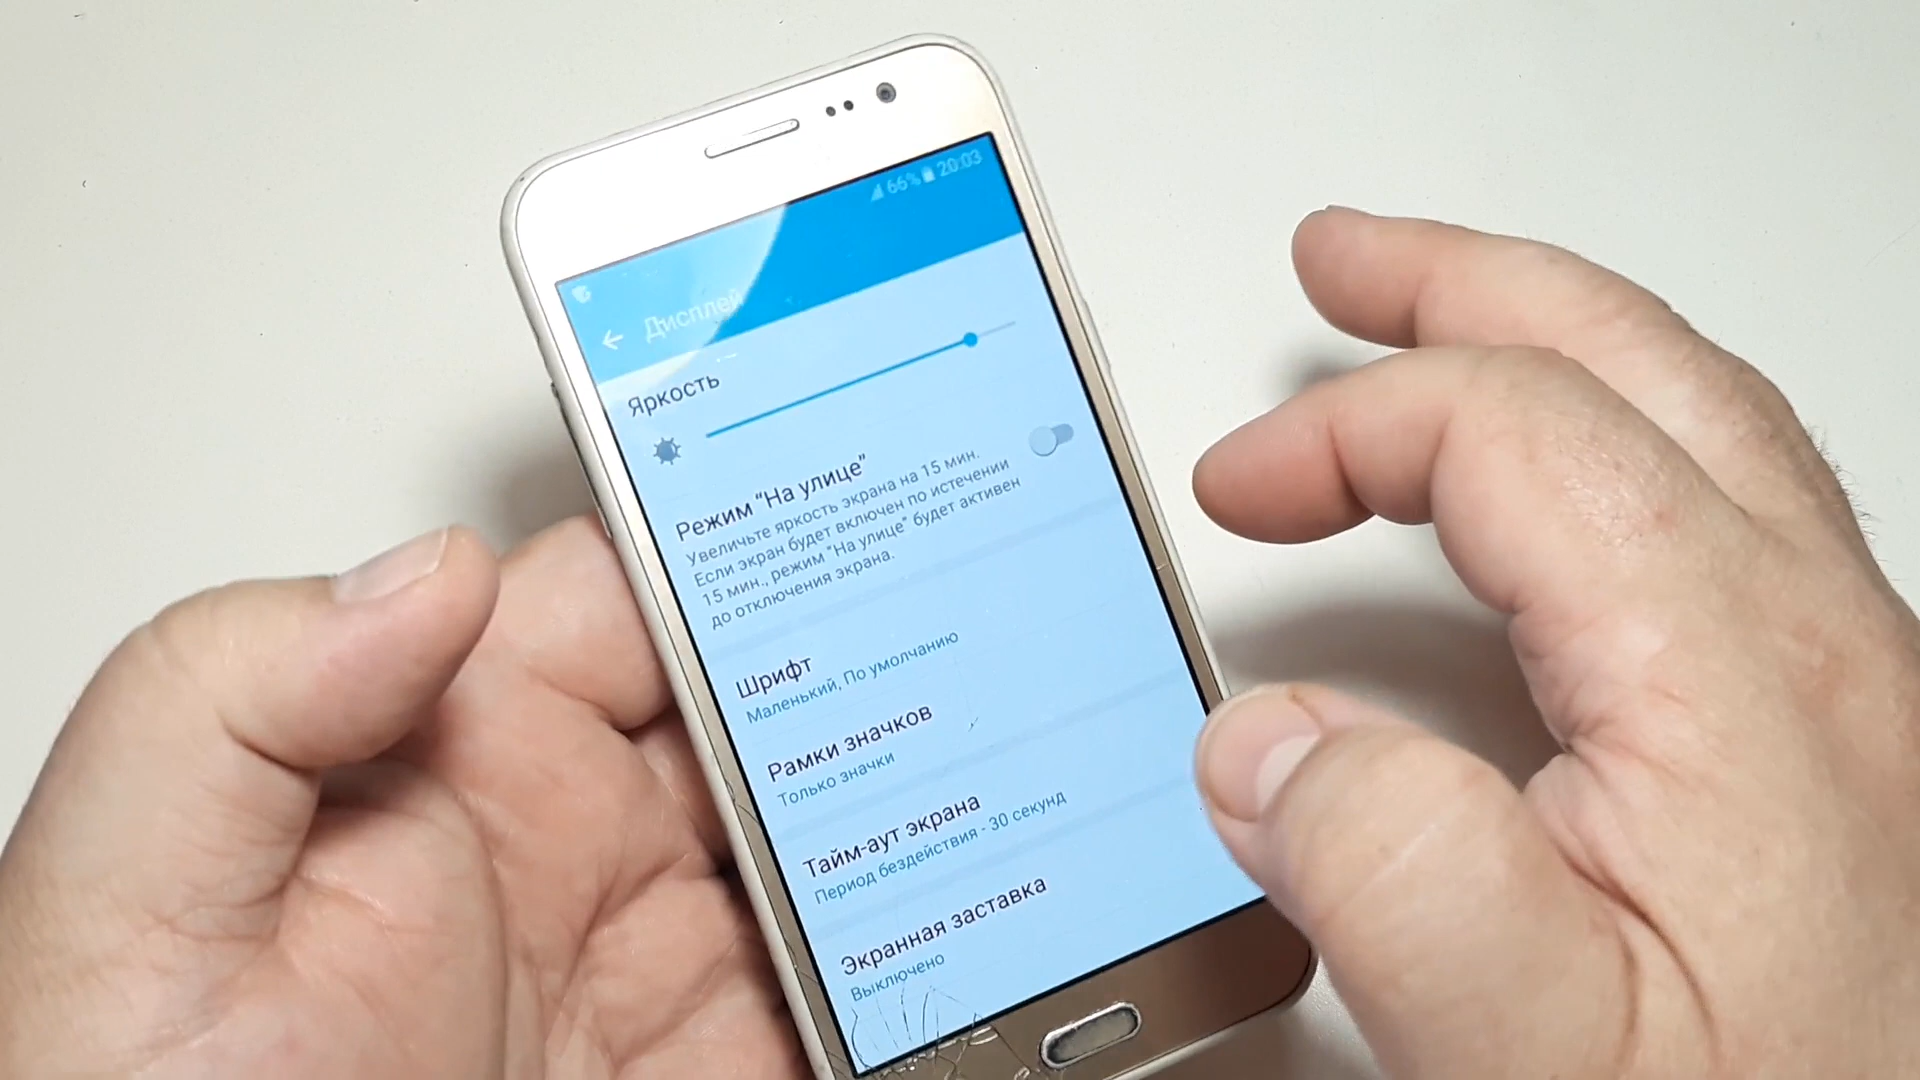 66% 20:03
Дисплей
Яркость
Режим "На улице"
Увеличьте яркость экрана на 15 мин.
Если экран будет включен по истечении
15 мин., режим "На улице" будет активен
до отключения экрана.
Шрифт
Маленький, По умолчанию
Рамки значков
Только значки
Тайм-аут экрана
Период бездействия - 30 секунд
Экранная заставка
Выключено